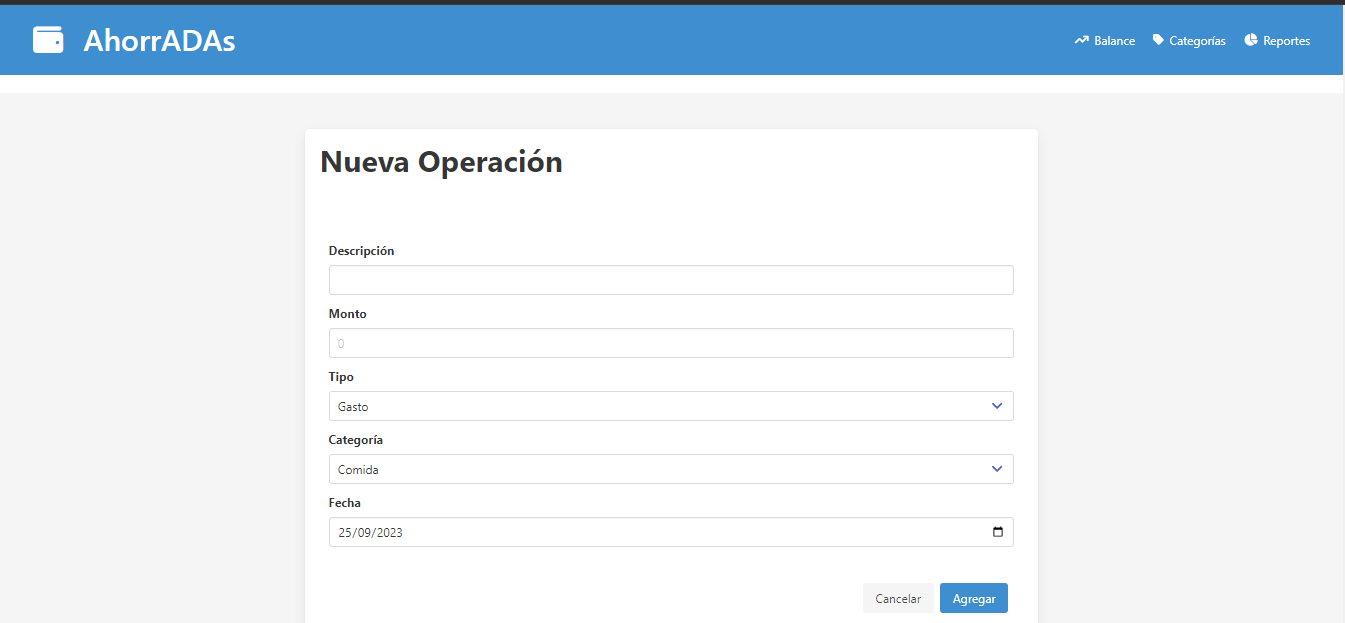 AhorrADAs
Balance Categorías Reportes
Nueva Operación
Descripción
Monto
0
Tipo
Gasto
Categoría
Comida
Fecha
25/09/2023
Cancelar Agregar